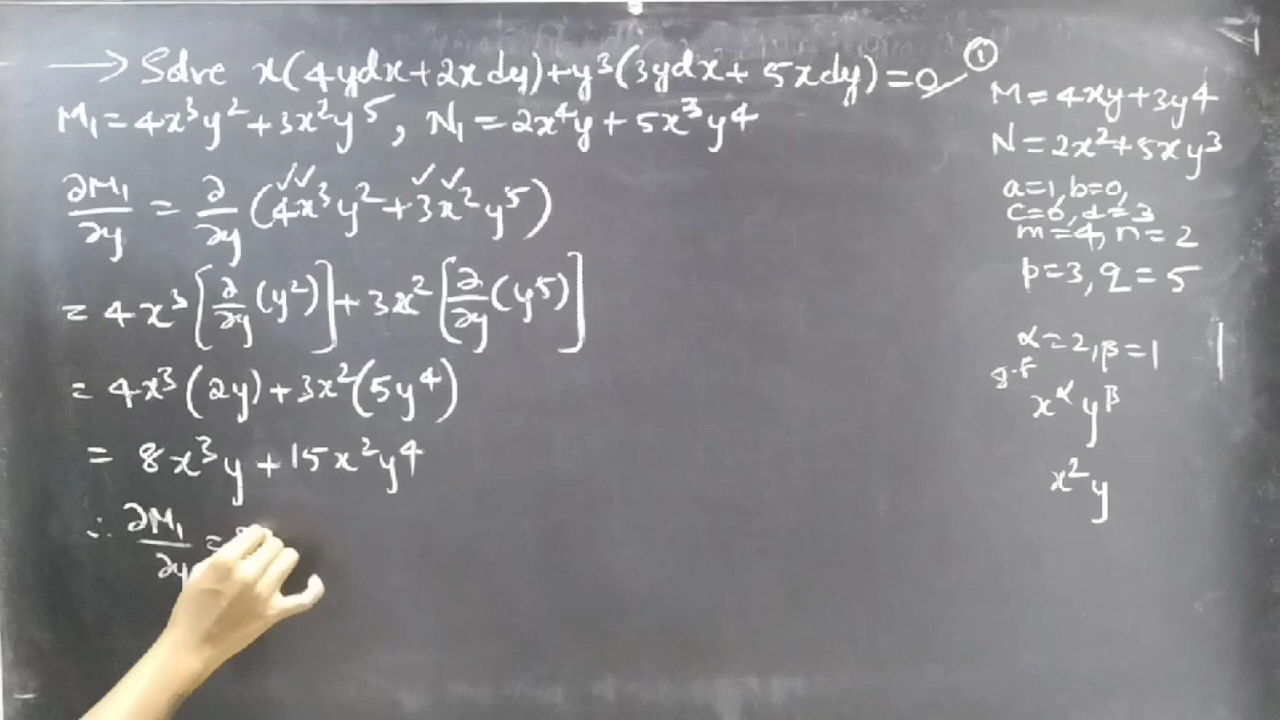 → Solve x(4ydx+2xdy)+y³(3ydx+5xdy)=0 ①
M₁=4x³y²+3x²y⁵, N₁=2x⁴y+5x³y⁴
∂M₁/∂y = ∂/∂y (4x³y²+3x²y⁵)
= 4x³[∂/∂y(y²)]+3x²[∂/∂y(y⁵)]
= 4x³(2y)+3x²(5y⁴)
= 8x³y+15x²y⁴
∴ ∂M₁/∂y =
M=4xy+3y⁴
N=2x²+5xy³
a=1, b=0,
c=0, d=3
m=4, n=2
p=3, q=5
α=2, β=1
I.F
x^α y^β
x²y